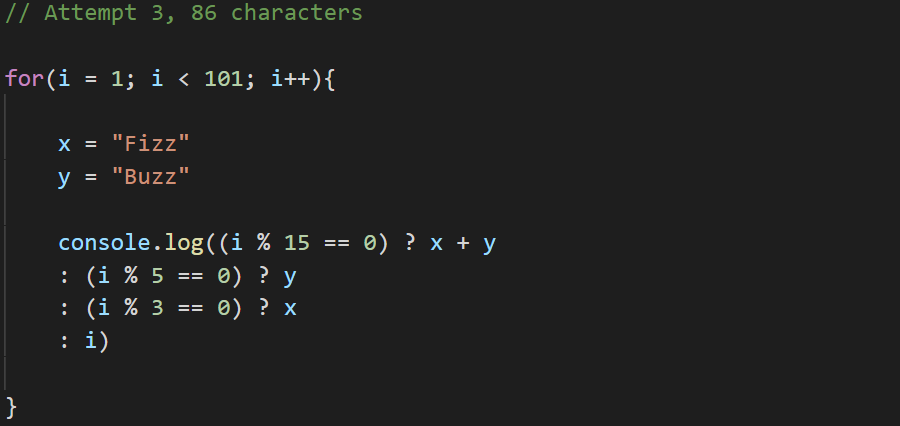 // Attempt 3, 86 characters
for(i = 1; i < 101; i++){
x = "Fizz"
y = "Buzz"
console.log((i % 15 == 0) ? x + y
: (i % 5 == 0) ? y
: (i % 3 == 0) ? x
: i)
}